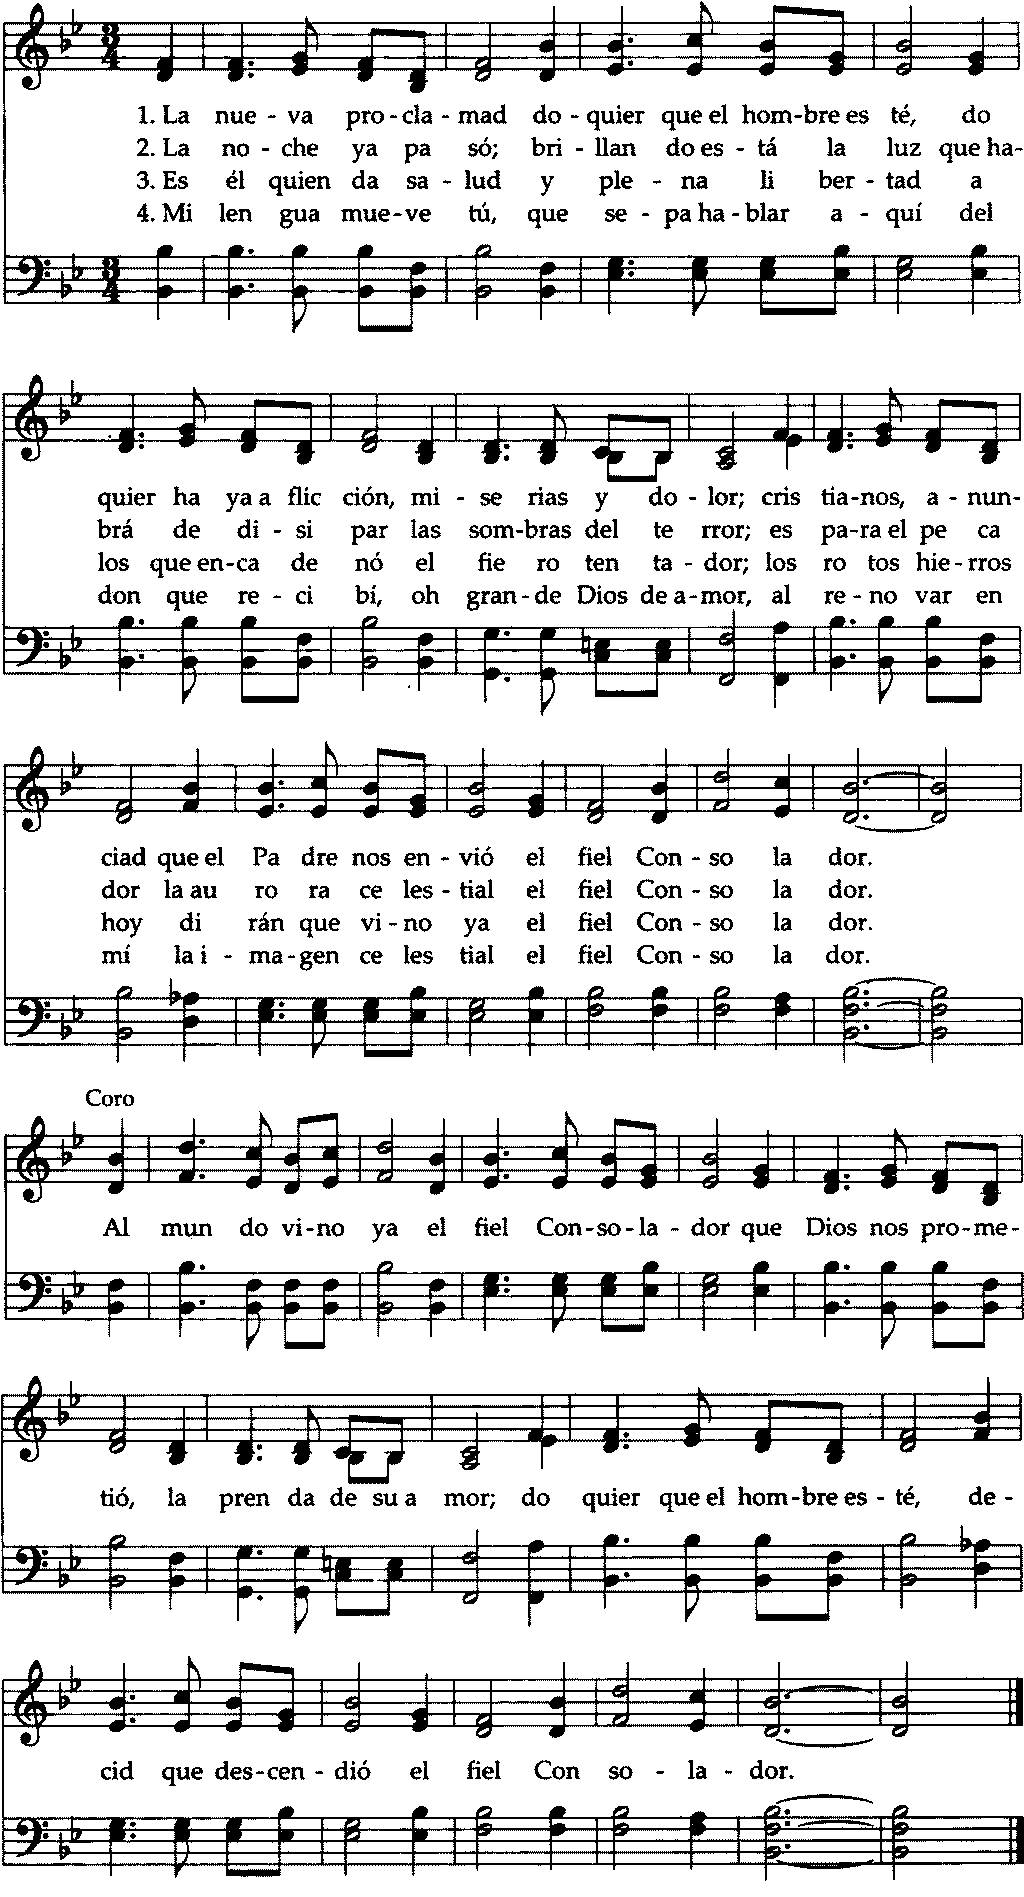 1. La nue - va pro - cla - mad do - quier que el hom - bre es té, do
2. La no - che ya pa só; bri - llan do es - tá la luz que ha-
3. Es él quien da sa - lud y ple - na li ber - tad a
4. Mi len gua mue - ve tú, que se - pa ha - blar a - quí del
quier ha ya a flic ción, mi - se rias y do - lor; cris tia - nos, a - nun-
brá de di - si par las som - bras del te rror; es pa - ra el pe ca
los que en - ca de nó el fie ro ten ta - dor; los ro tos hie - rros
don que re - ci bí, oh gran - de Dios de a - mor, al re - no var en
ciad que el Pa dre nos en - vió el fiel Con - so la dor.
dor la au ro ra ce les - tial el fiel Con - so la dor.
hoy di rán que vi - no ya el fiel Con - so la dor.
mí la i - ma - gen ce les tial el fiel Con - so la dor.
Coro
Al mun do vi - no ya el fiel Con - so - la - dor que Dios nos pro - me-
tió, la pren da de su a mor; do quier que el hom - bre es - té, de -
cid que des - cen - dió el fiel Con so - la - dor.